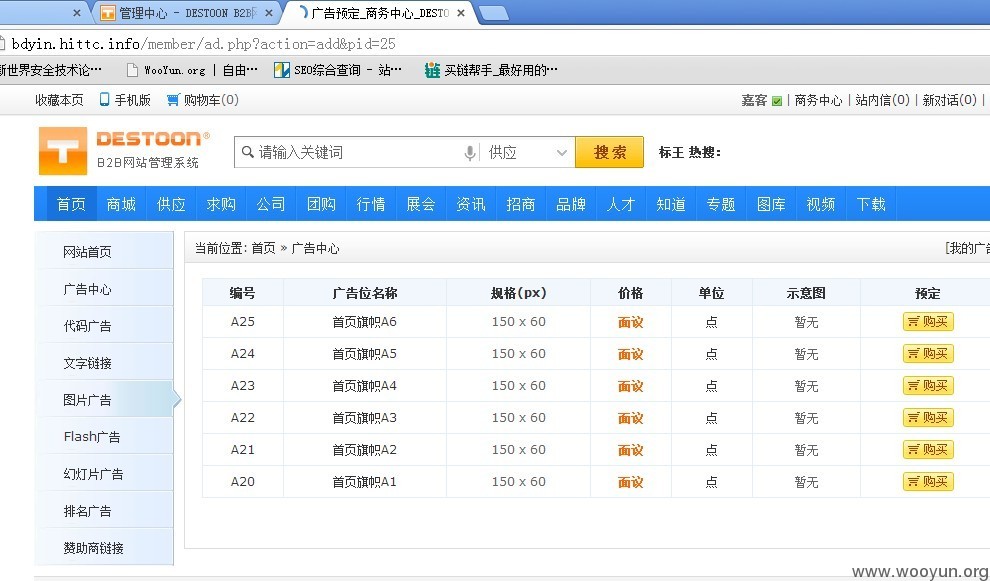 管理中心 - DESTOON B2B网 广告预定_商务中心_DESTO
bdyin.hittc.info/member/ad.php?action=add&pid=25
新世界安全技术论··· WooYun.org | 自由··· SEO综合查询 - 站··· 买链帮手_最好用的···
收藏本页 手机版 购物车(0) 嘉客 | 商务中心 | 站内信(0) | 新对话(0) |
T DESTOON®
B2B网站管理系统
请输入关键词 供应 搜 索 标王 热搜:
首页 商城 供应 求购 公司 团购 行情 展会 资讯 招商 品牌 人才 知道 专题 图库 视频 下载
网站首页
广告中心
代码广告
文字链接
图片广告
Flash广告
幻灯片广告
排名广告
赞助商链接
当前位置: 首页 » 广告中心 [我的广告
编号 广告位名称 规格(px) 价格 单位 示意图 预定
A25 首页旗帜A6 150 x 60 面议 点 暂无 购买
A24 首页旗帜A5 150 x 60 面议 点 暂无 购买
A23 首页旗帜A4 150 x 60 面议 点 暂无 购买
A22 首页旗帜A3 150 x 60 面议 点 暂无 购买
A21 首页旗帜A2 150 x 60 面议 点 暂无 购买
A20 首页旗帜A1 150 x 60 面议 点 暂无 购买
www.wooyun.org